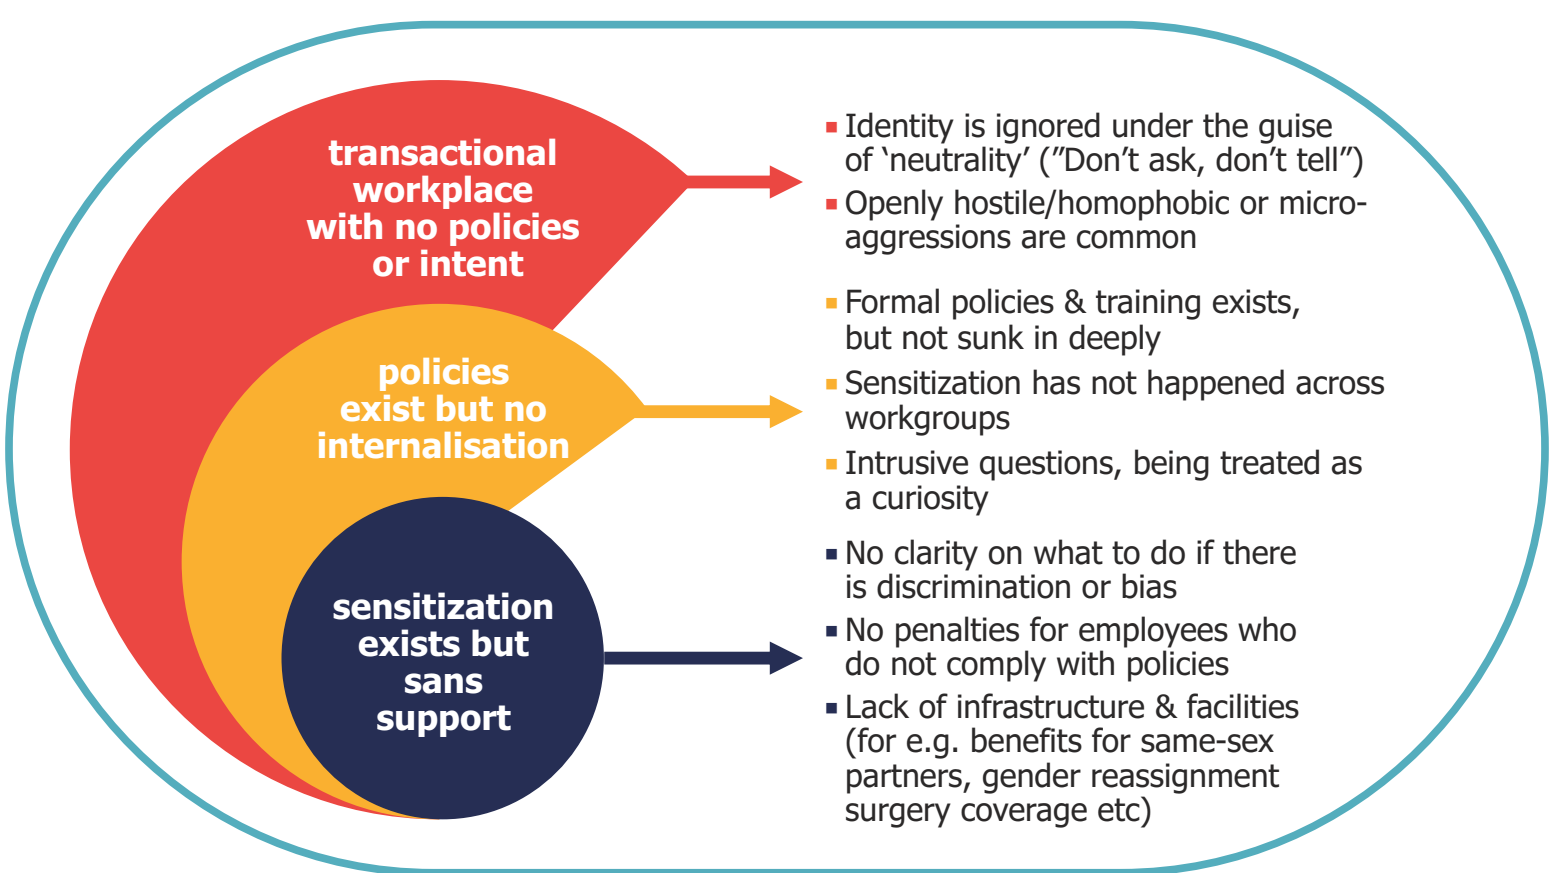 transactional
workplace
with no policies
or intent
▪ Identity is ignored under the guise
of ‘neutrality’ (”Don’t ask, don’t tell”)
▪ Openly hostile/homophobic or micro-
aggressions are common
policies
exist but no
internalisation
▪ Formal policies & training exists,
but not sunk in deeply
▪ Sensitization has not happened across
workgroups
▪ Intrusive questions, being treated as
a curiosity
sensitization
exists but
sans
support
▪ No clarity on what to do if there
is discrimination or bias
▪ No penalties for employees who
do not comply with policies
▪ Lack of infrastructure & facilities
(for e.g. benefits for same-sex
partners, gender reassignment
surgery coverage etc)